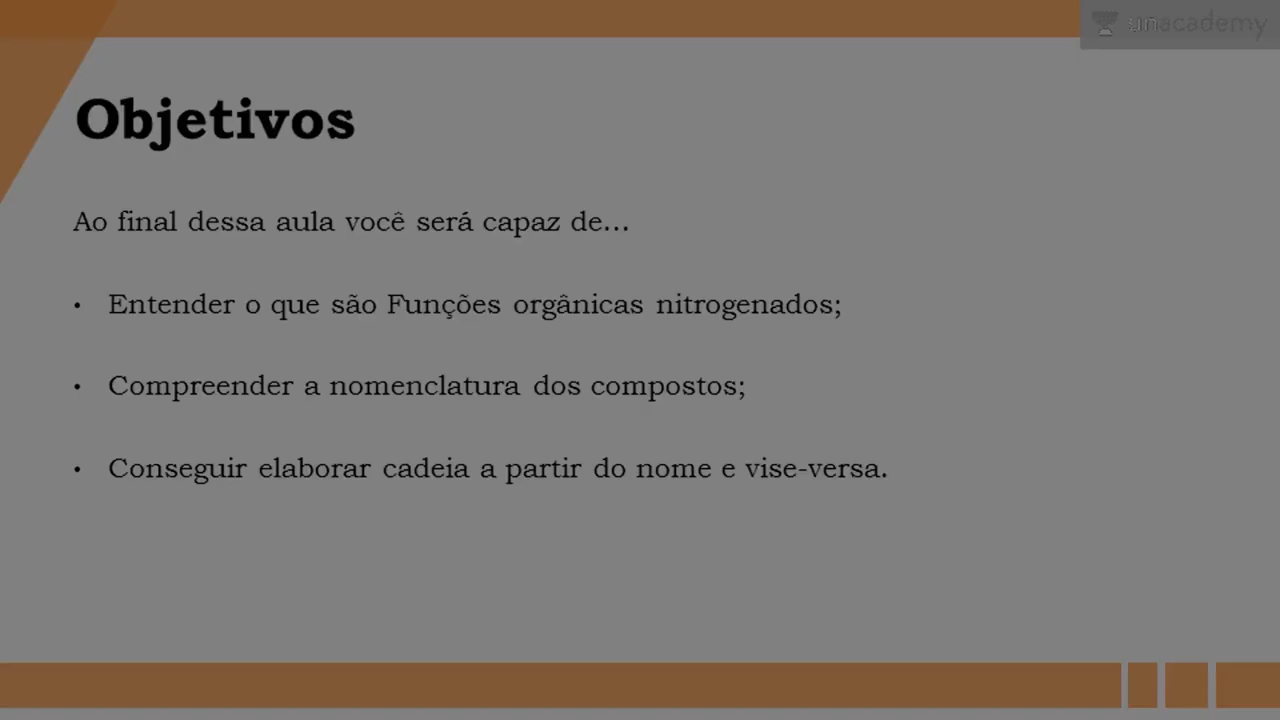 unacademy
Objetivos
Ao final dessa aula você será capaz de...
• Entender o que são Funções orgânicas nitrogenados;
• Compreender a nomenclatura dos compostos;
• Conseguir elaborar cadeia a partir do nome e vise-versa.